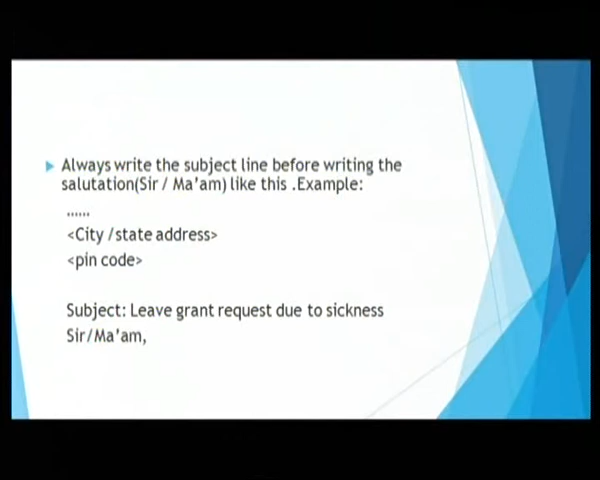 Always write the subject line before writing the
salutation(Sir / Ma'am) like this .Example:
......
<City /state address>
<pin code>
Subject: Leave grant request due to sickness
Sir/Ma'am,